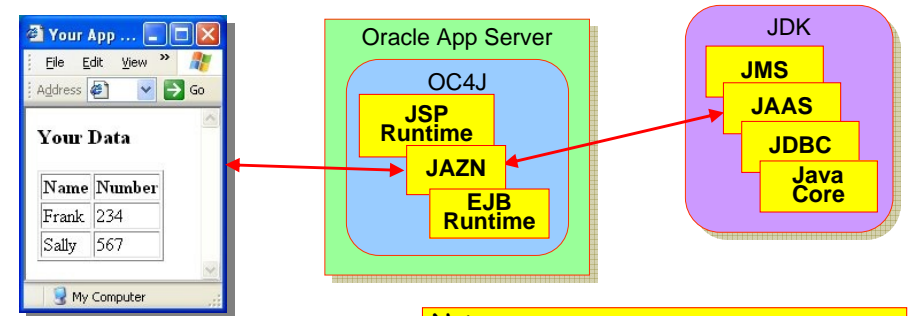 Your App ...
File Edit View »
Address Go
Your Data
Name Number
Frank 234
Sally 567
My Computer
Oracle App Server
OC4J
JSP
Runtime
JAZN
EJB
Runtime
JDK
JMS
JAAS
JDBC
Java
Core